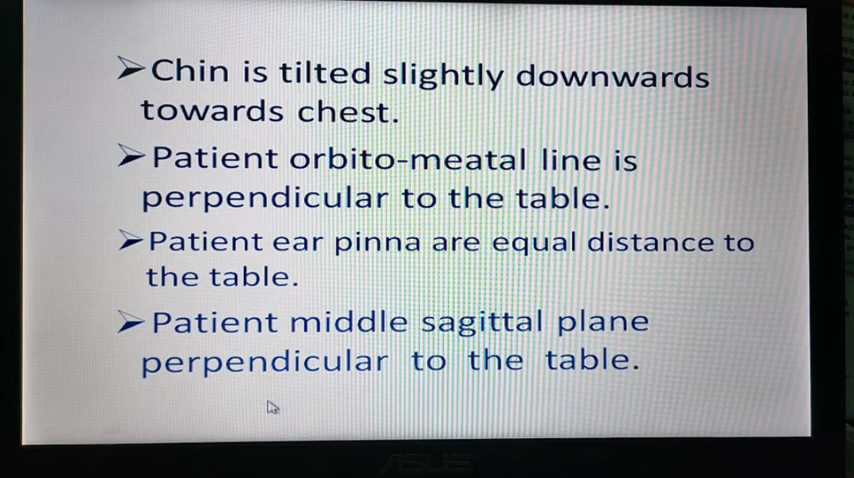 ➢Chin is tilted slightly downwards
towards chest.
➢Patient orbito-meatal line is
perpendicular to the table.
➢Patient ear pinna are equal distance to
the table.
➢Patient middle sagittal plane
perpendicular to the table.
ASUS